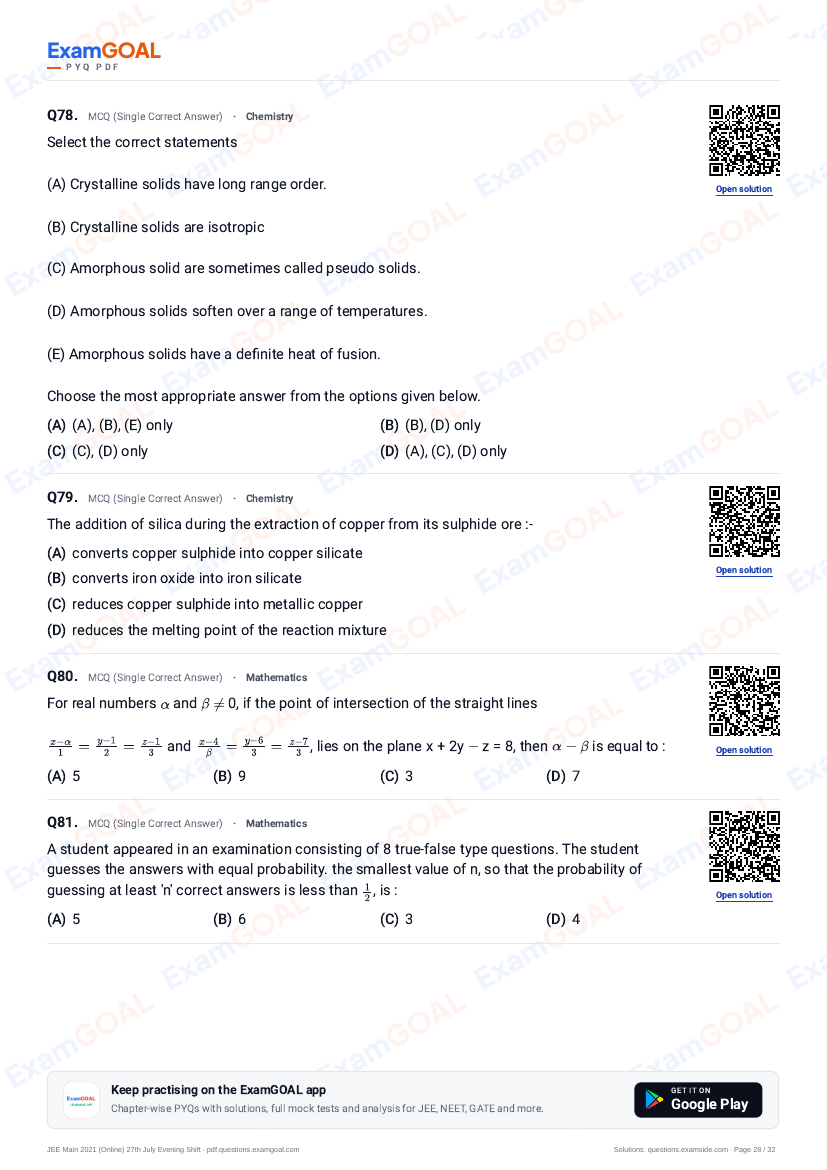 ExamGOAL
PYQ PDF
Q78. MCQ (Single Correct Answer) · Chemistry
Open solution
Select the correct statements
(A) Crystalline solids have long range order.
(B) Crystalline solids are isotropic
(C) Amorphous solid are sometimes called pseudo solids.
(D) Amorphous solids soften over a range of temperatures.
(E) Amorphous solids have a definite heat of fusion.
Choose the most appropriate answer from the options given below.
(A) (A), (B), (E) only (B) (B), (D) only
(C) (C), (D) only (D) (A), (C), (D) only
Q79. MCQ (Single Correct Answer) · Chemistry
Open solution
The addition of silica during the extraction of copper from its sulphide ore :-
(A) converts copper sulphide into copper silicate
(B) converts iron oxide into iron silicate
(C) reduces copper sulphide into metallic copper
(D) reduces the melting point of the reaction mixture
Q80. MCQ (Single Correct Answer) · Mathematics
Open solution
For real numbers α and β ≠ 0, if the point of intersection of the straight lines
(x−α)/1 = (y−1)/2 = (z−1)/3 and (x−4)/β = (y−6)/3 = (z−7)/3, lies on the plane x + 2y − z = 8, then α − β is equal to :
(A) 5 (B) 9 (C) 3 (D) 7
Q81. MCQ (Single Correct Answer) · Mathematics
Open solution
A student appeared in an examination consisting of 8 true-false type questions. The student
guesses the answers with equal probability. the smallest value of n, so that the probability of
guessing at least 'n' correct answers is less than 1/2, is :
(A) 5 (B) 6 (C) 3 (D) 4
ExamGOAL
Keep practising on the ExamGOAL app
Chapter-wise PYQs with solutions, full mock tests and analysis for JEE, NEET, GATE and more.
GET IT ON
Google Play
JEE Main 2021 (Online) 27th July Evening Shift · pdf.questions.examgoal.com
Solutions: questions.examside.com · Page 28 / 32